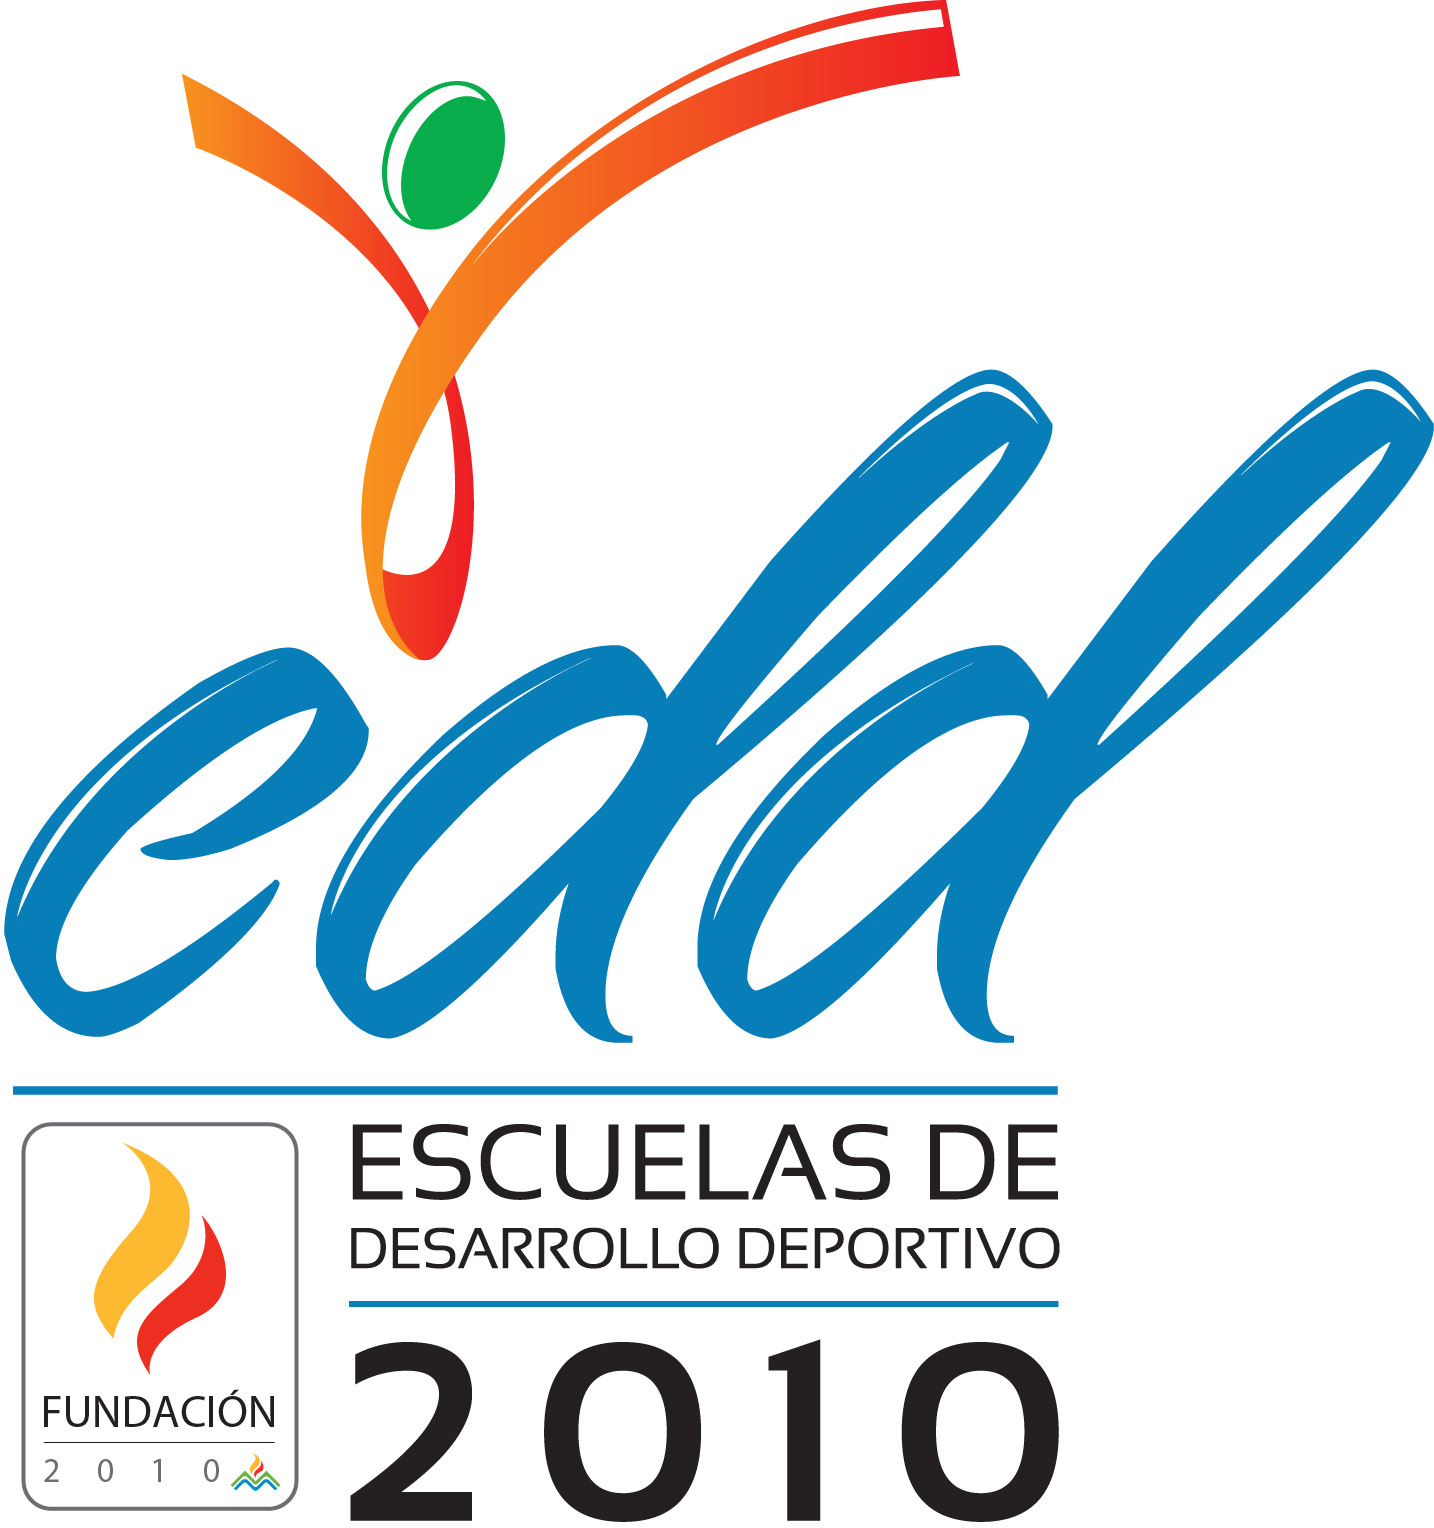 edd
ESCUELAS DE
DESARROLLO DEPORTIVO
2010
FUNDACIÓN
2 0 1 0